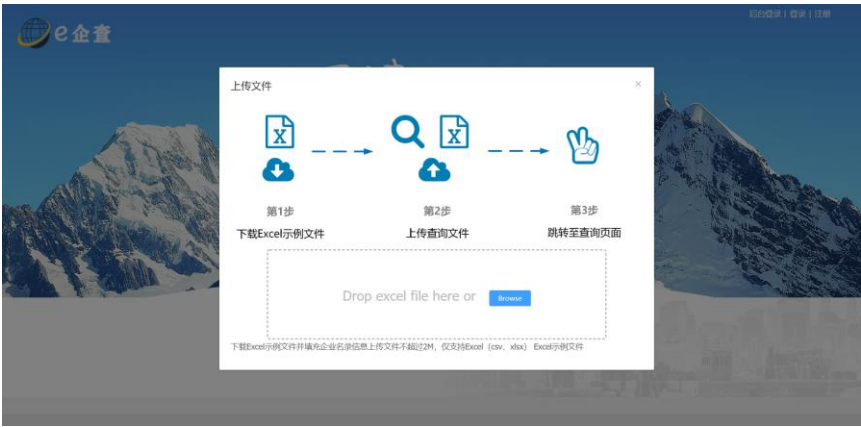 后台登录 | 登录 | 注册
e企查
上传文件
×
X
X
第1步
第2步
第3步
下载Excel示例文件
上传查询文件
跳转至查询页面
Drop excel file here or Browse
下载Excel示例文件并填充企业名录信息上传文件不超过2M，仅支持Excel（csv、xlsx） Excel示例文件